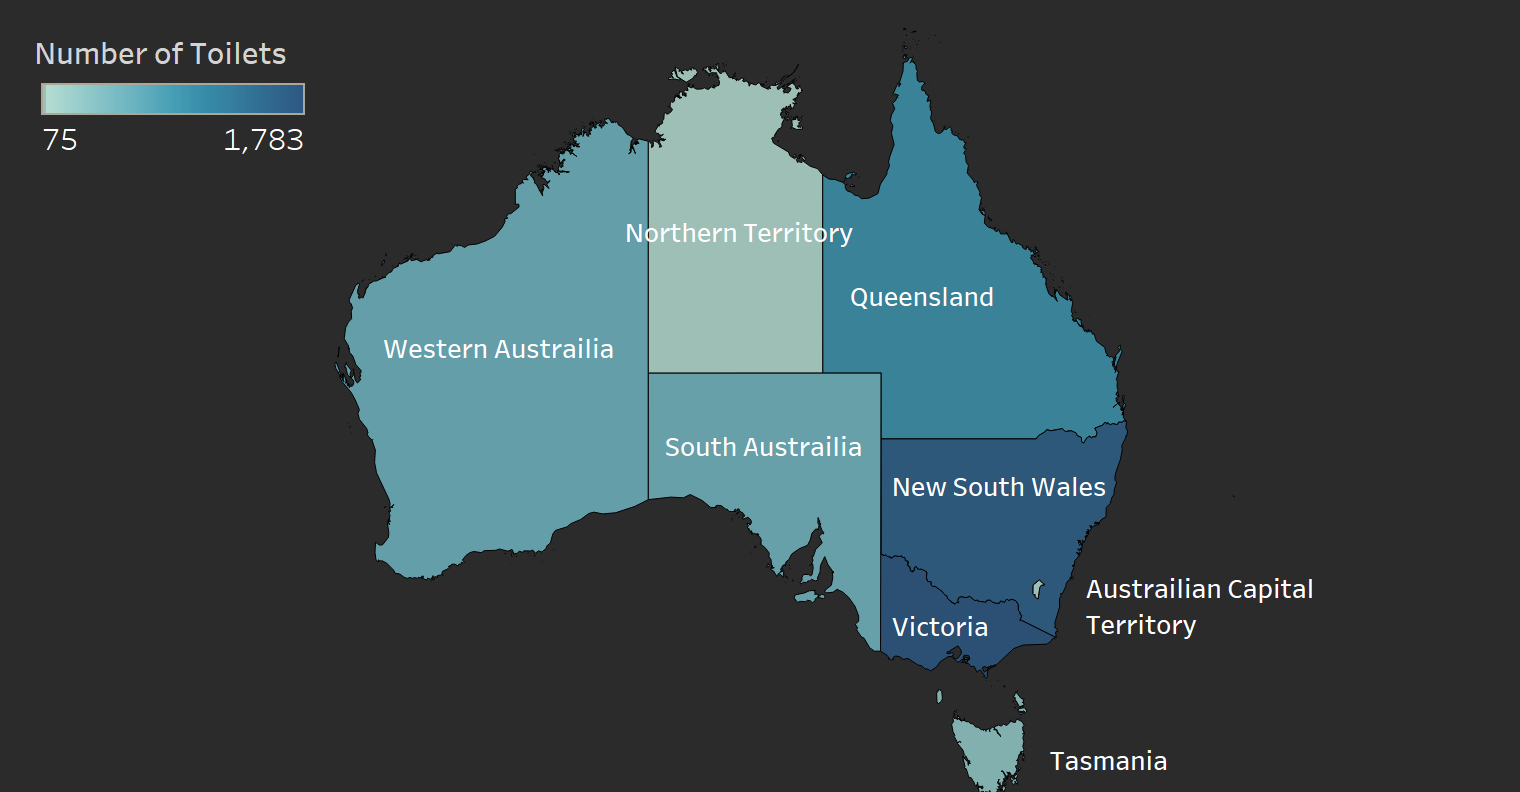 Number of Toilets
75
1,783
Northern Territory
Queensland
Western Austrailia
South Austrailia
New South Wales
Austrailian Capital
Territory
Victoria
Tasmania